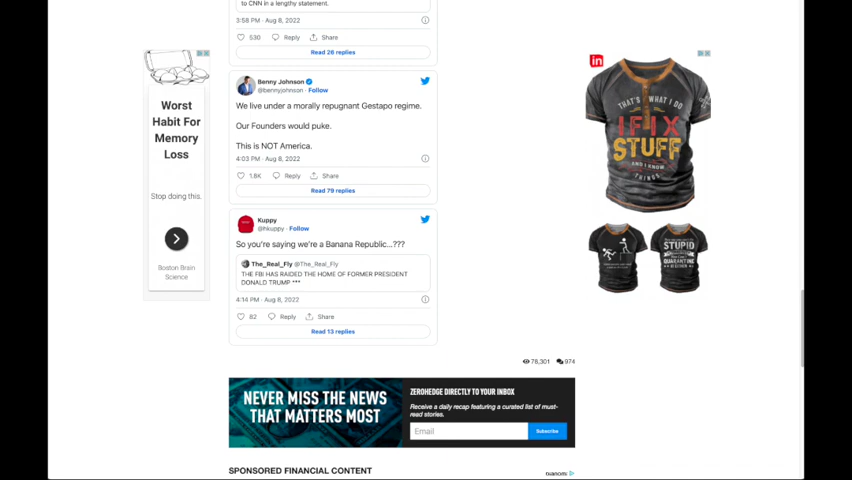 to CNN in a lengthy statement.
3:58 PM · Aug 8, 2022
530 Reply Share
Read 28 replies
Benny Johnson
@bennyjohnson · Follow
We live under a morally repugnant Gestapo regime.
Our Founders would puke.
This is NOT America.
4:03 PM · Aug 8, 2022
1.8K Reply Share
Read 79 replies
Kuppy
@hkuppy · Follow
So you're saying we're a Banana Republic...???
The_Real_Fly @The_Real_Fly
THE FBI HAS RAIDED THE HOME OF FORMER PRESIDENT
DONALD TRUMP ***
4:14 PM · Aug 8, 2022
82 Reply Share
Read 13 replies
78,301 974
NEVER MISS THE NEWS
THAT MATTERS MOST
ZEROHEDGE DIRECTLY TO YOUR INBOX
Receive a daily recap featuring a curated list of must-
read stories.
Email
Subscribe
SPONSORED FINANCIAL CONTENT
dianomi
Worst
Habit For
Memory
Loss
Stop doing this.
Boston Brain
Science
in
THAT'S WHAT I DO
I FIX
STUFF
AND I KNOW
THINGS
STUPID
QUARANTINE